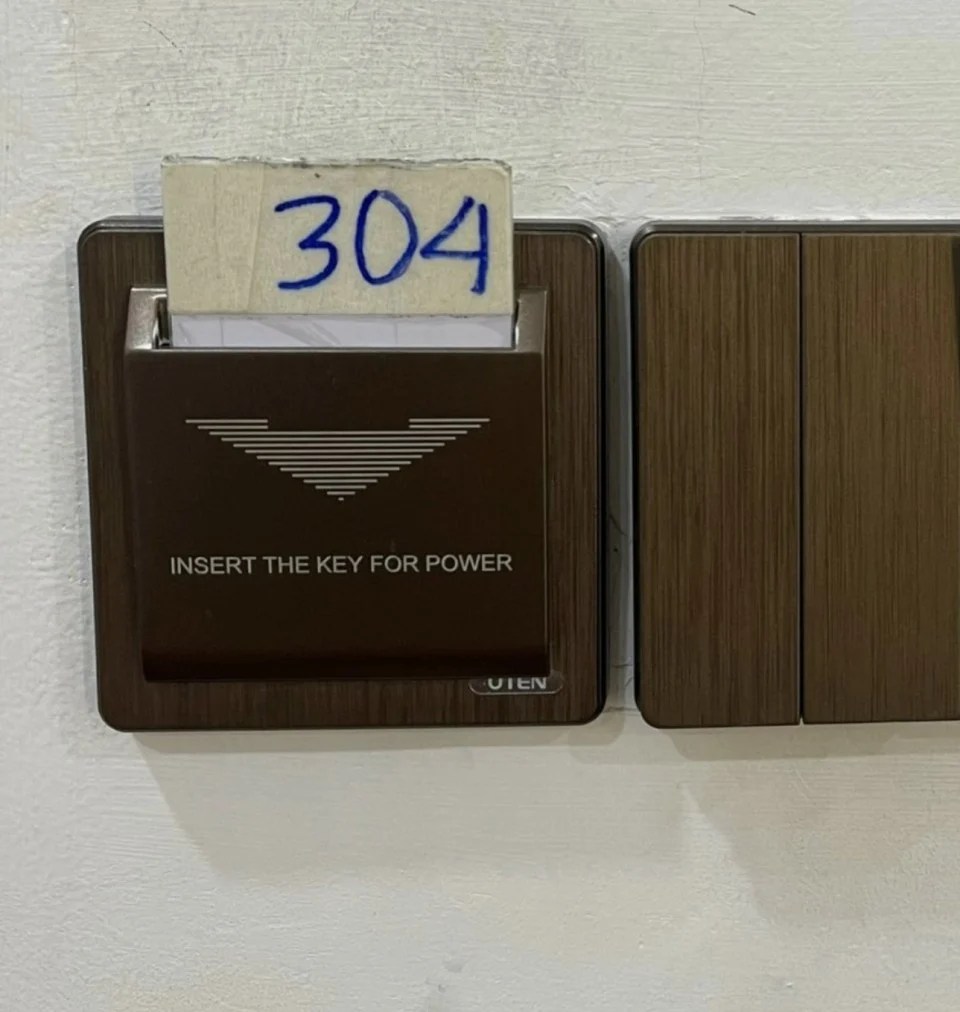 304
INSERT THE KEY FOR POWER
UTEN